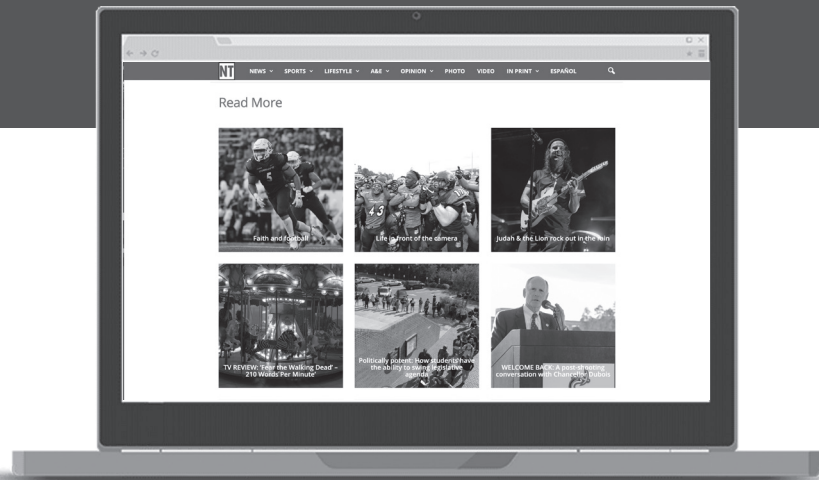 NT NEWS SPORTS LIFESTYLE A&E OPINION PHOTO VIDEO IN PRINT ESPAÑOL
Read More
5
43
Faith and football
Life in front of the camera
Judah & the Lion rock out in the rain
TV REVIEW: 'Fear the Walking Dead' –
210 Words Per Minute'
Politically potent: How students have
the ability to swing legislative
agenda
WELCOME BACK: A post-shooting
conversation with Chancellor Dubois